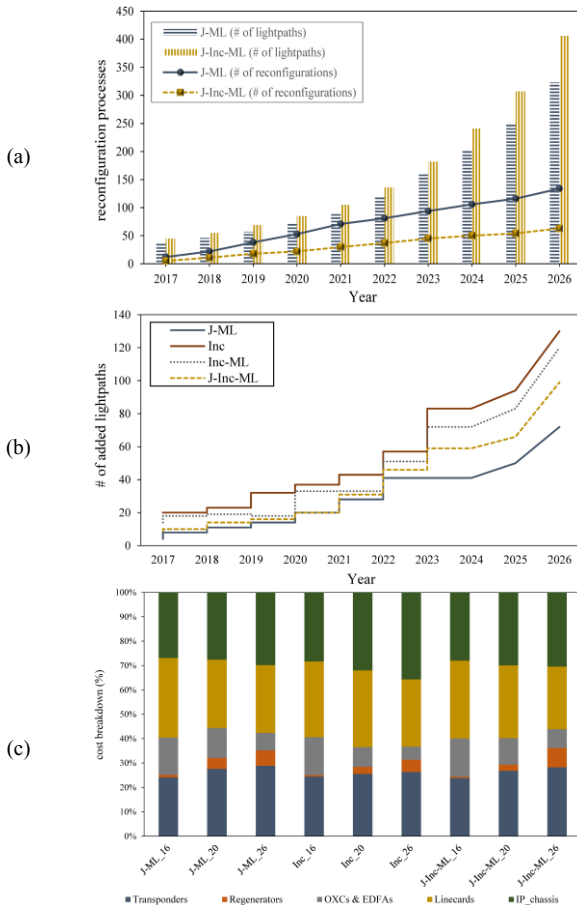 (a)
reconfiguration processes
450
400
350
300
250
200
150
100
50
0
J-ML (# of lightpaths)
J-Inc-ML (# of lightpaths)
J-ML (# of reconfigurations)
J-Inc-ML (# of reconfigurations)
2017 2018 2019 2020 2021 2022 2023 2024 2025 2026
Year
(b)
# of added lightpaths
140
120
100
80
60
40
20
0
J-ML
Inc
Inc-ML
J-Inc-ML
2017 2018 2019 2020 2021 2022 2023 2024 2025 2026
Year
(c)
cost breakdown (%)
100%
90%
80%
70%
60%
50%
40%
30%
20%
10%
0%
J-ML_16 J-ML_20 J-ML_26 Inc_16 Inc_20 Inc_26 J-Inc-ML_16 J-Inc-ML_20 J-Inc-ML_26
Transponders Regenerators OXCs & EDFAs Linecards IP_chassis